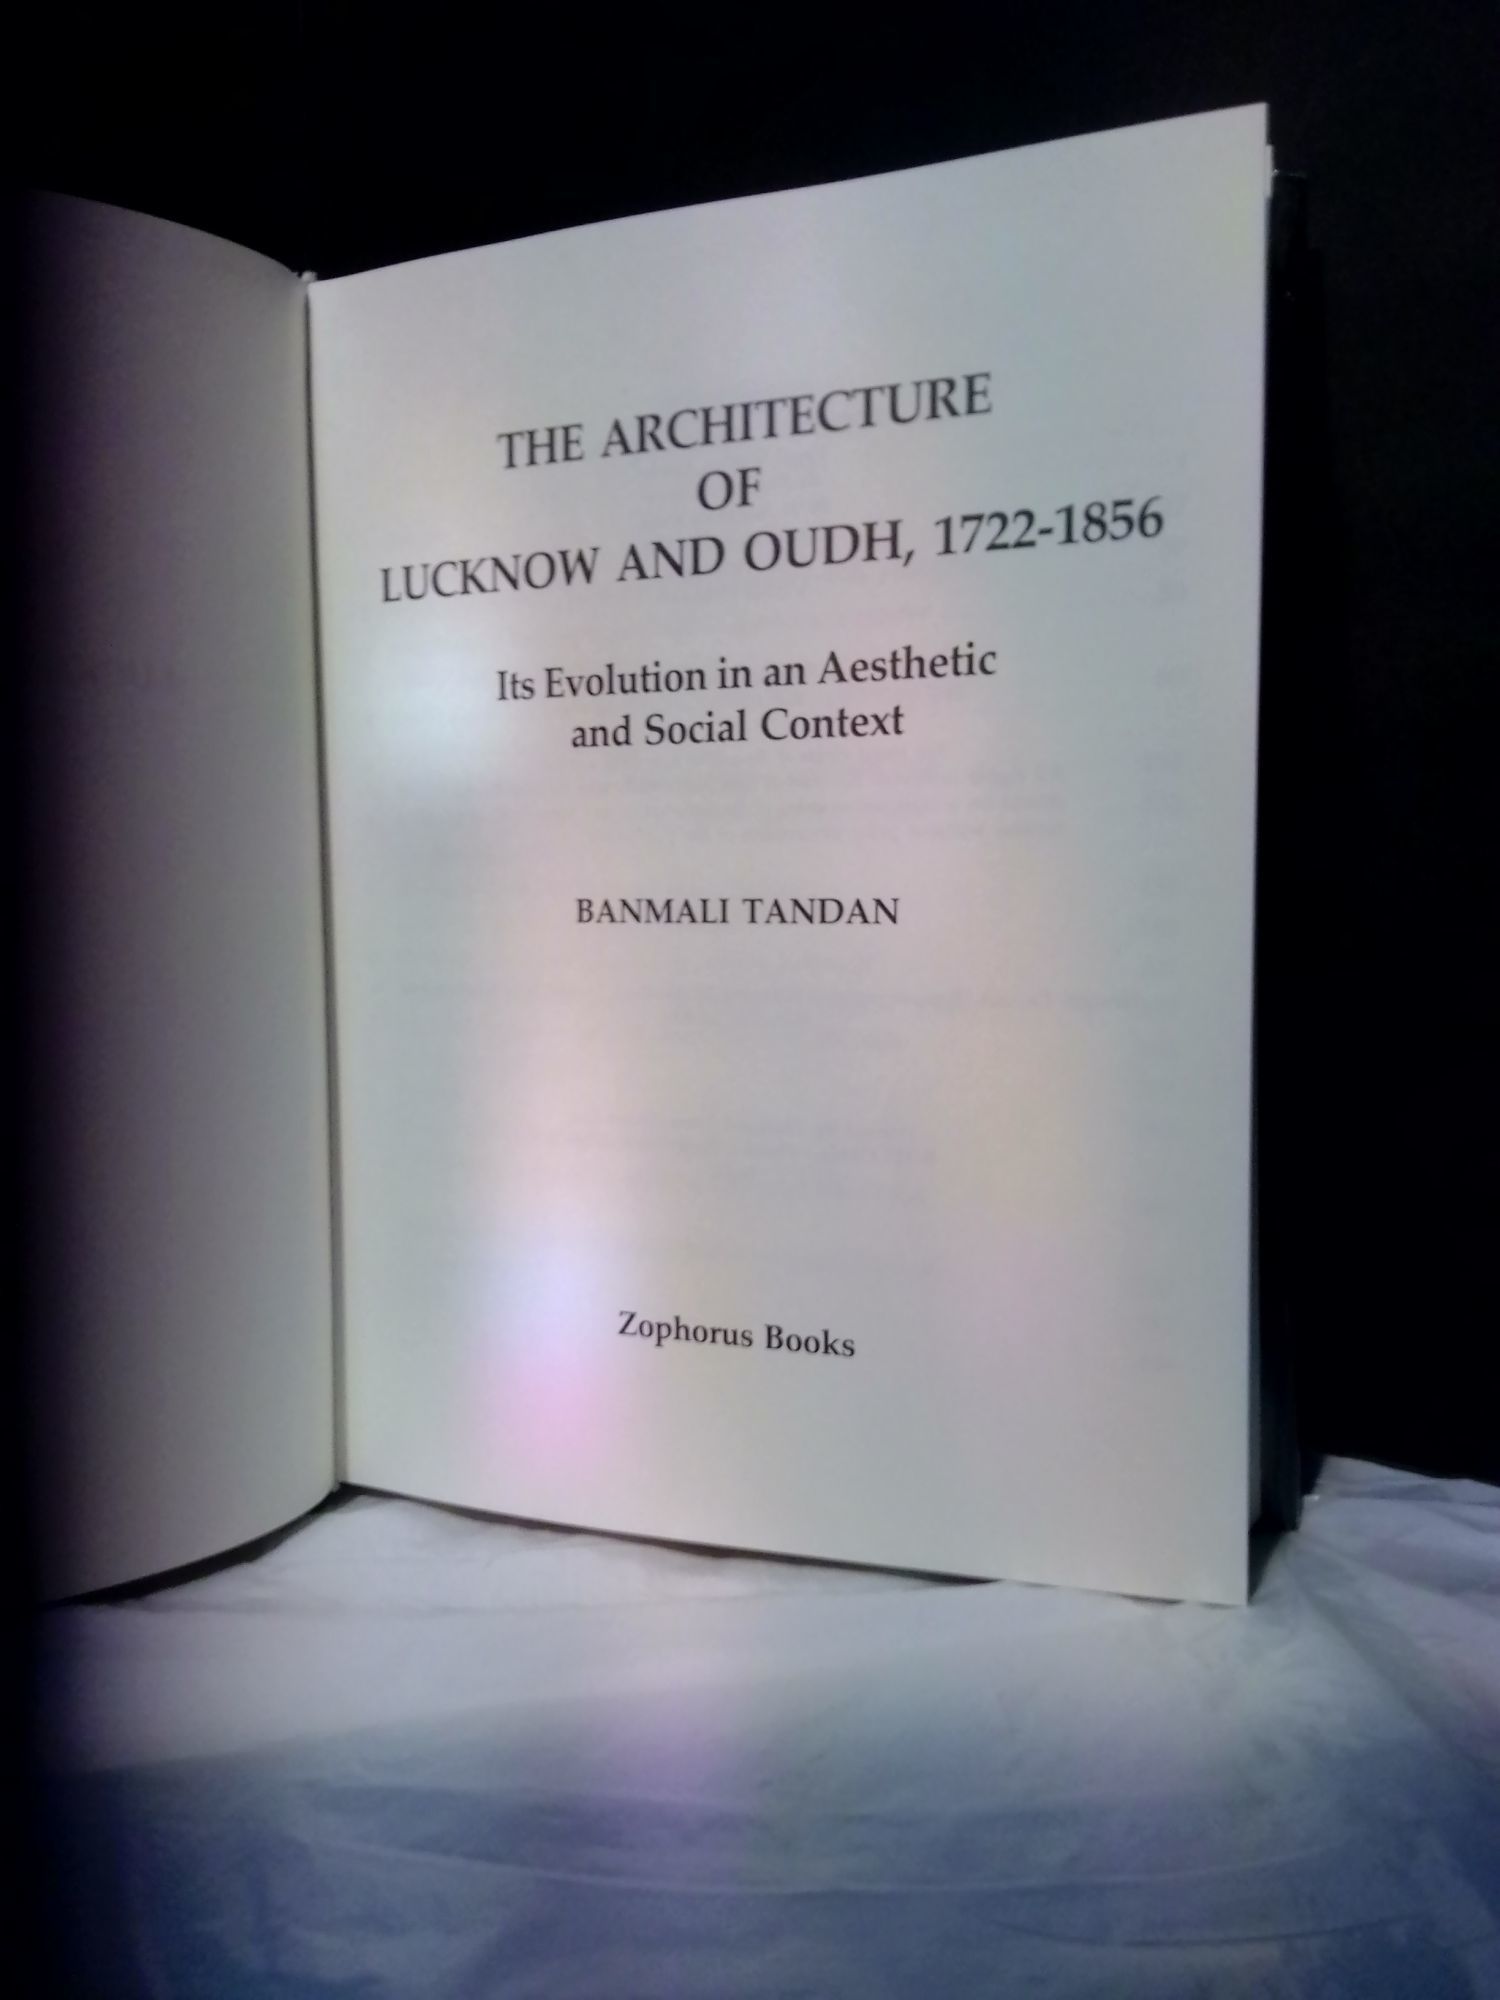 THE ARCHITECTURE
OF
LUCKNOW AND OUDH, 1722-1856
Its Evolution in an Aesthetic
and Social Context
BANMALI TANDAN
Zophorus Books